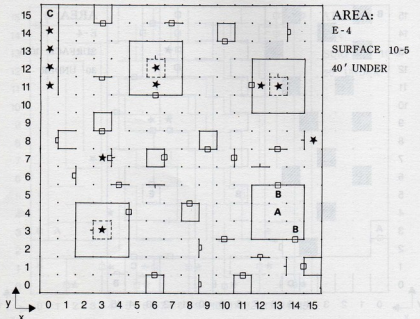 AREA:
E-4
SURFACE 10-5
40' UNDER
15 C
14
13
12
11
10
9
8
7
6
5 B
4 A
3
2 B
1
0
y 0 1 2 3 4 5 6 7 8 9 10 11 12 13 14 15
x